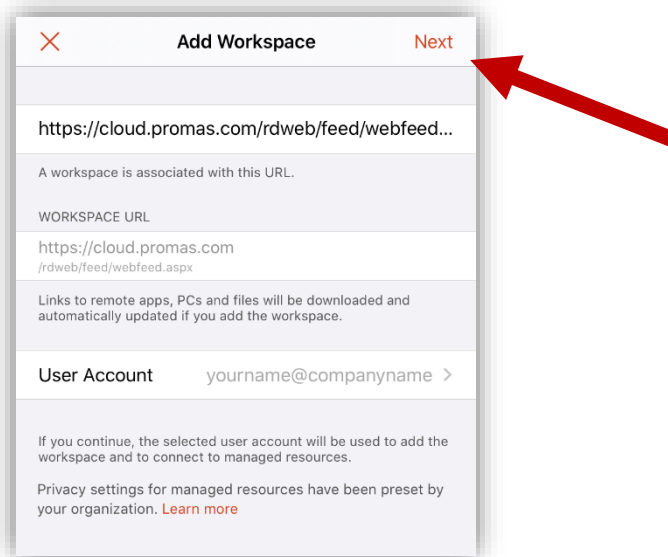 Add Workspace Next
https://cloud.promas.com/rdweb/feed/webfeed...
A workspace is associated with this URL.
WORKSPACE URL
https://cloud.promas.com
/rdweb/feed/webfeed.aspx
Links to remote apps, PCs and files will be downloaded and
automatically updated if you add the workspace.
User Account yourname@companyname >
If you continue, the selected user account will be used to add the
workspace and to connect to managed resources.
Privacy settings for managed resources have been preset by
your organization. Learn more